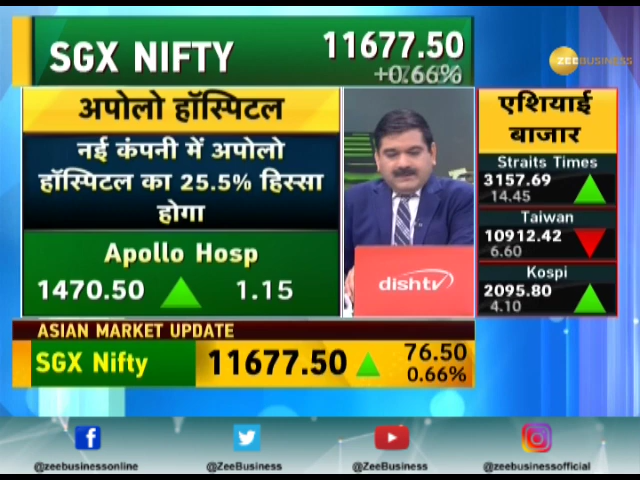 SGX NIFTY
11677.50
+0.66%
ZEEBUSINESS
अपोलो हॉस्पिटल
नई कंपनी में अपोलो
हॉस्पिटल का 25.5% हिस्सा
होगा
Apollo Hosp
1470.50
1.15
dishtv
एशियाई
बाजार
Straits Times
3157.69
14.45
Taiwan
10912.42
6.60
Kospi
2095.80
4.10
ASIAN MARKET UPDATE
SGX Nifty
11677.50
76.50
0.66%
@zeebusinessonline
@ZeeBusiness
@ZeeBusiness
@zeebusinessofficial